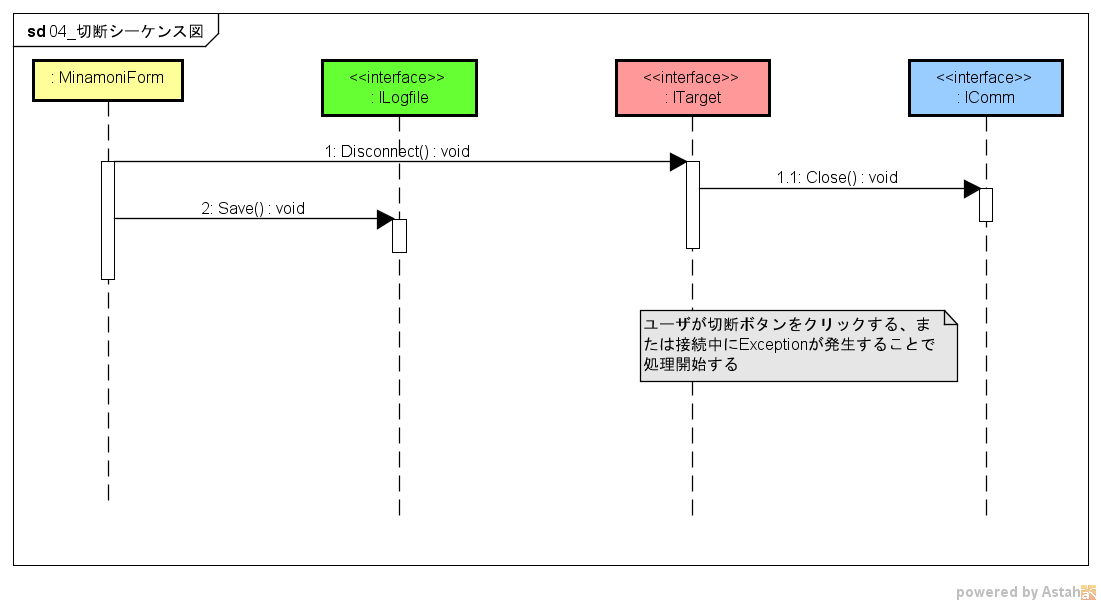 sd 04_切断シーケンス図
: MinamoniForm
<<interface>>
: ILogfile
<<interface>>
: ITarget
<<interface>>
: IComm
1: Disconnect() : void
1.1: Close() : void
2: Save() : void
ユーザが切断ボタンをクリックする、ま
たは接続中にExceptionが発生することで
処理開始する
powered by Astah